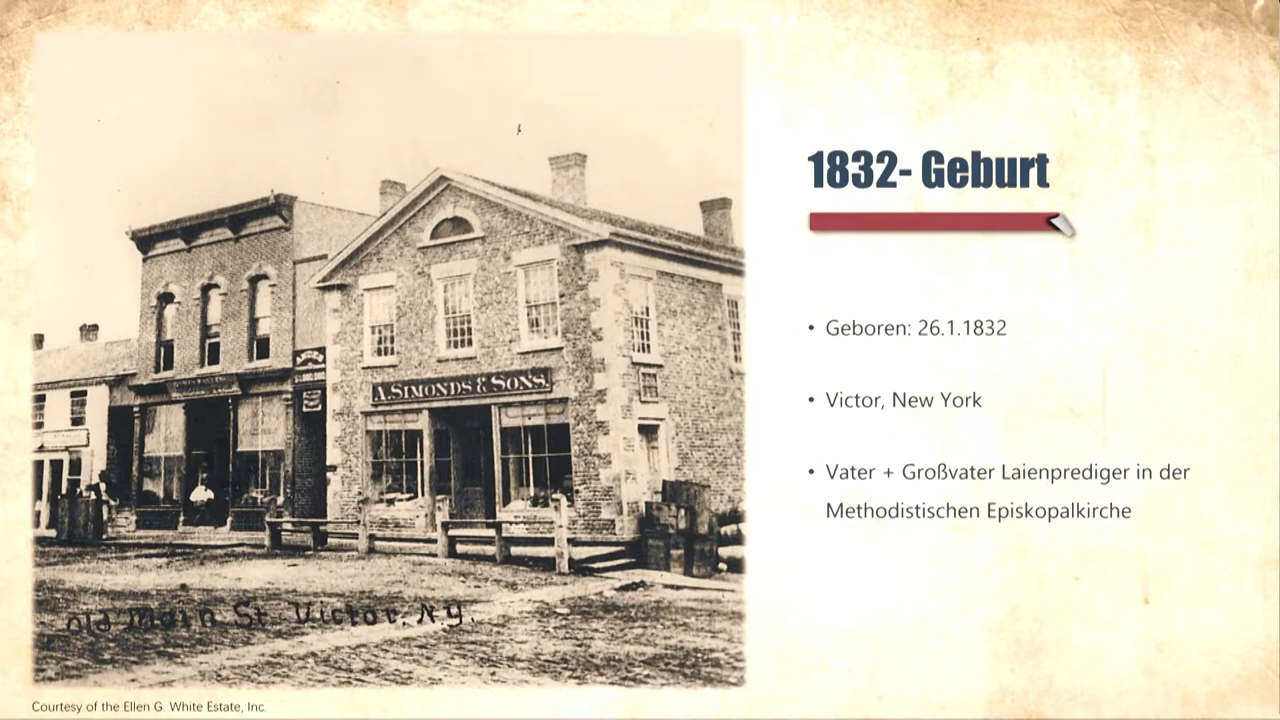 1832- Geburt
Geboren: 26.1.1832
Victor, New York
Vater + Großvater Laienprediger in der
Methodistischen Episkopalkirche
A. SIMONDS & SONS.
old Main St. Victor, N.Y.
Courtesy of the Ellen G. White Estate, Inc.